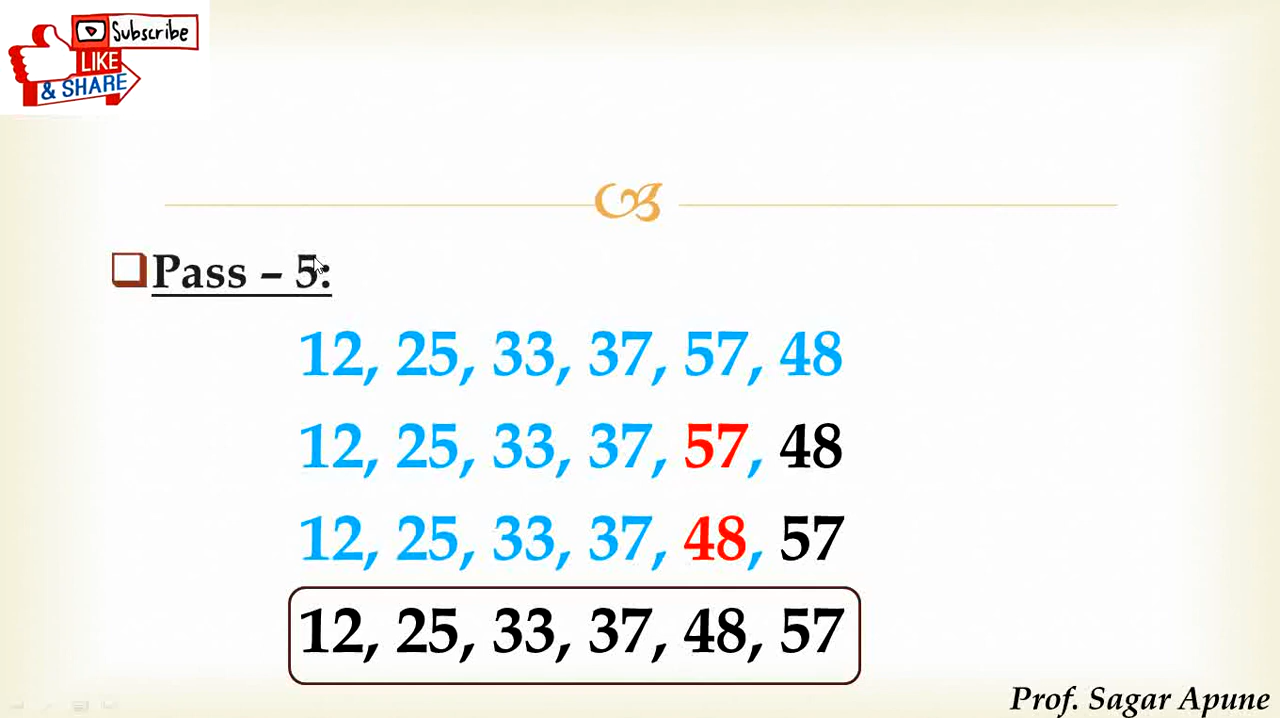 Subscribe
LIKE
& SHARE
Pass – 5:
12, 25, 33, 37, 57, 48
12, 25, 33, 37, 57, 48
12, 25, 33, 37, 48, 57
12, 25, 33, 37, 48, 57
Prof. Sagar Apune